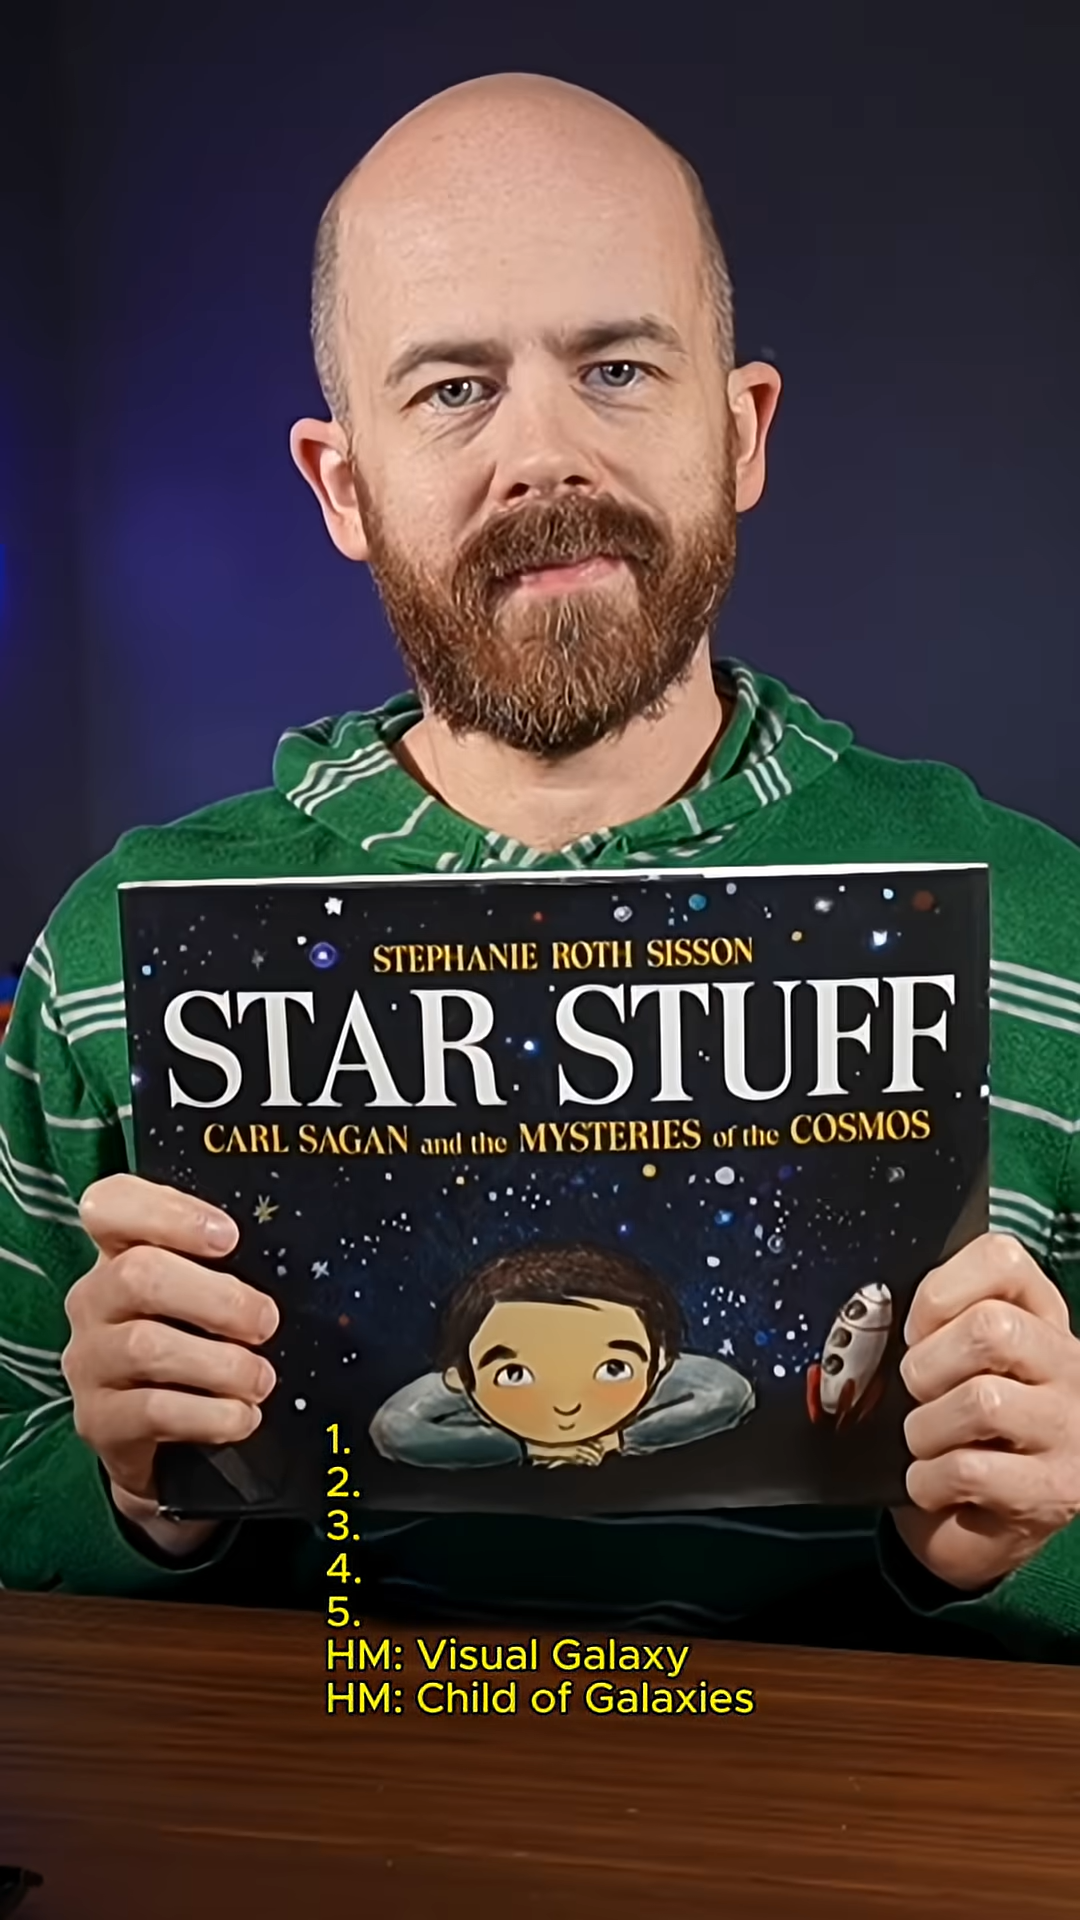 STEPHANIE ROTH SISSON
STAR STUFF
CARL SAGAN and the MYSTERIES of the COSMOS
1.
2.
3.
4.
5.
HM: Visual Galaxy
HM: Child of Galaxies